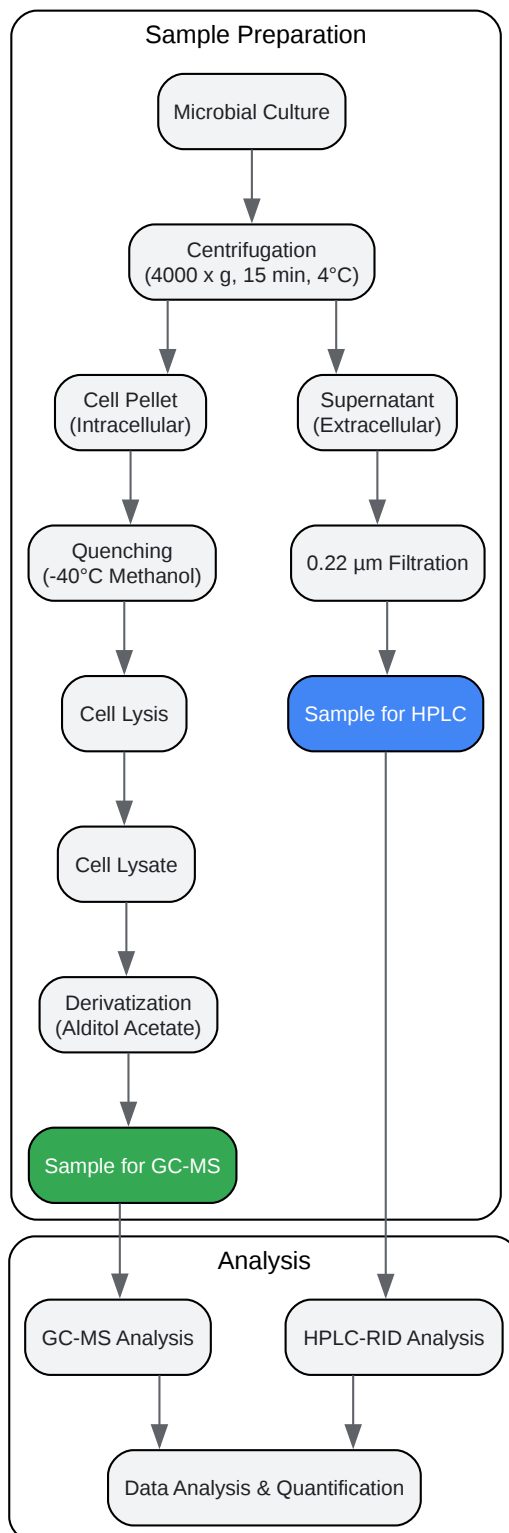 Sample Preparation
Microbial Culture
Centrifugation
(4000 x g, 15 min, 4°C)
Cell Pellet
(Intracellular)
Supernatant
(Extracellular)
Quenching
(-40°C Methanol)
0.22 µm Filtration
Cell Lysis
Sample for HPLC
Cell Lysate
Derivatization
(Alditol Acetate)
Sample for GC-MS
Analysis
GC-MS Analysis
HPLC-RID Analysis
Data Analysis & Quantification